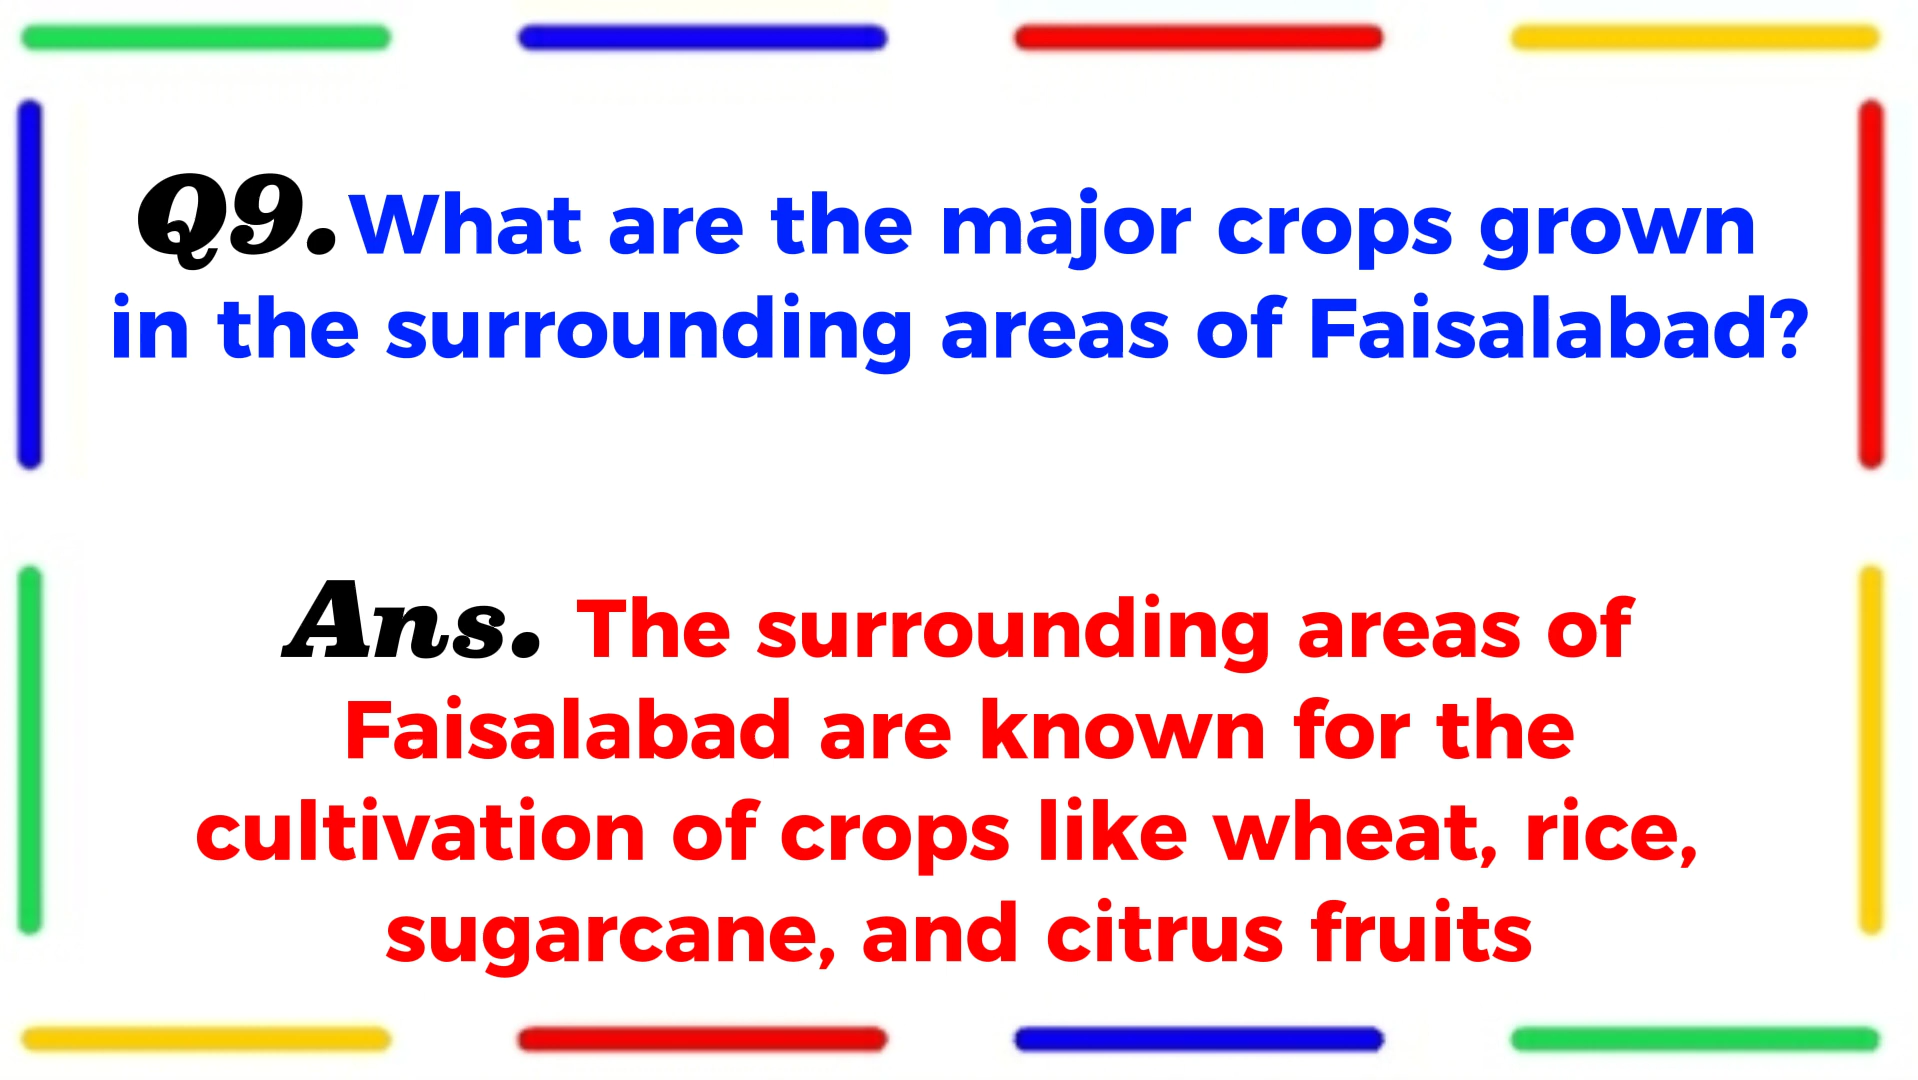 Q9. What are the major crops grown
in the surrounding areas of Faisalabad?
Ans. The surrounding areas of
Faisalabad are known for the
cultivation of crops like wheat, rice,
sugarcane, and citrus fruits